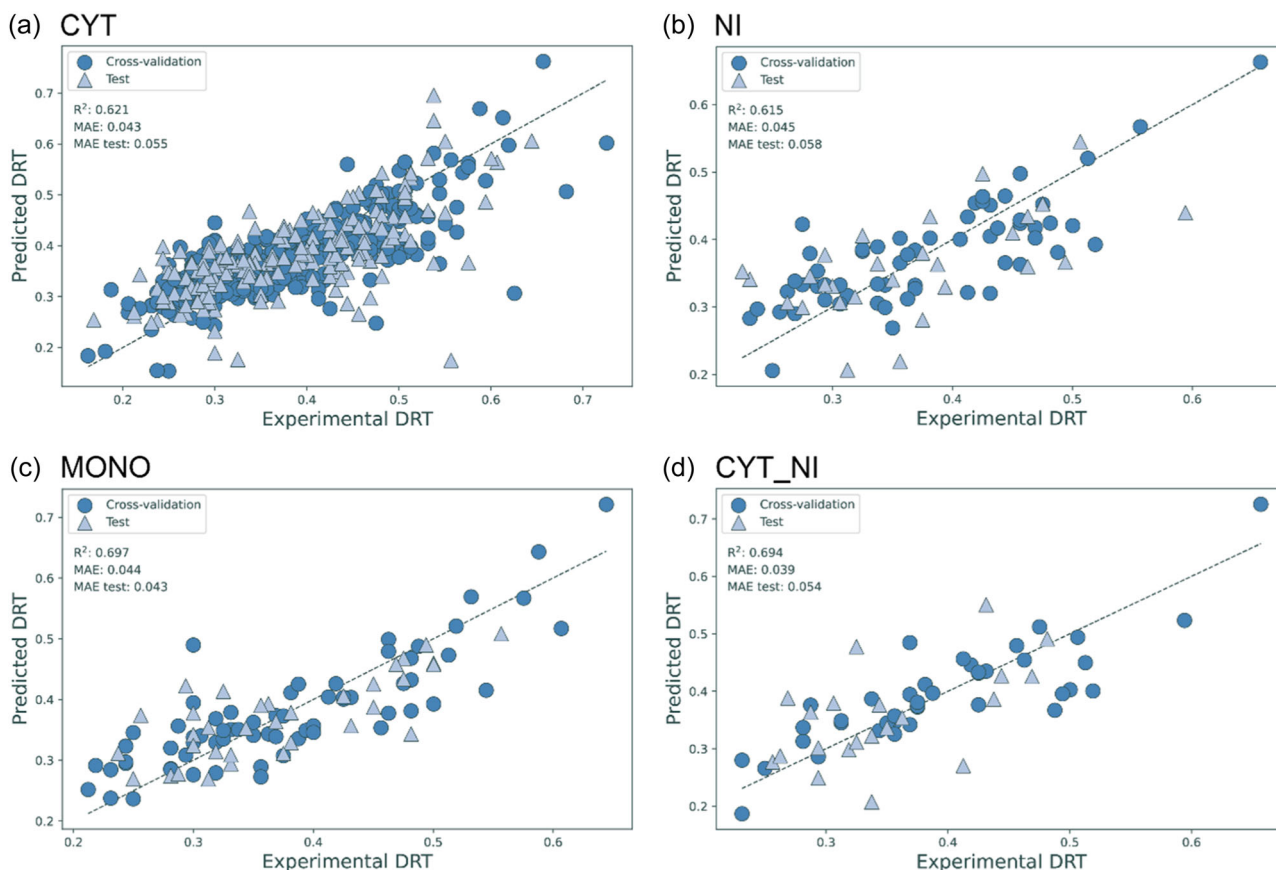 (a) CYT
Cross-validation
Test
R²: 0.621
MAE: 0.043
MAE test: 0.055
0.7
0.6
0.5
0.4
0.3
0.2
Predicted DRT
0.2 0.3 0.4 0.5 0.6 0.7
Experimental DRT
(b) NI
Cross-validation
Test
R²: 0.615
MAE: 0.045
MAE test: 0.058
0.6
0.5
0.4
0.3
0.2
Predicted DRT
0.3 0.4 0.5 0.6
Experimental DRT
(c) MONO
Cross-validation
Test
R²: 0.697
MAE: 0.044
MAE test: 0.043
0.7
0.6
0.5
0.4
0.3
0.2
Predicted DRT
0.2 0.3 0.4 0.5 0.6
Experimental DRT
(d) CYT_NI
Cross-validation
Test
R²: 0.694
MAE: 0.039
MAE test: 0.054
0.7
0.6
0.5
0.4
0.3
0.2
Predicted DRT
0.3 0.4 0.5 0.6
Experimental DRT